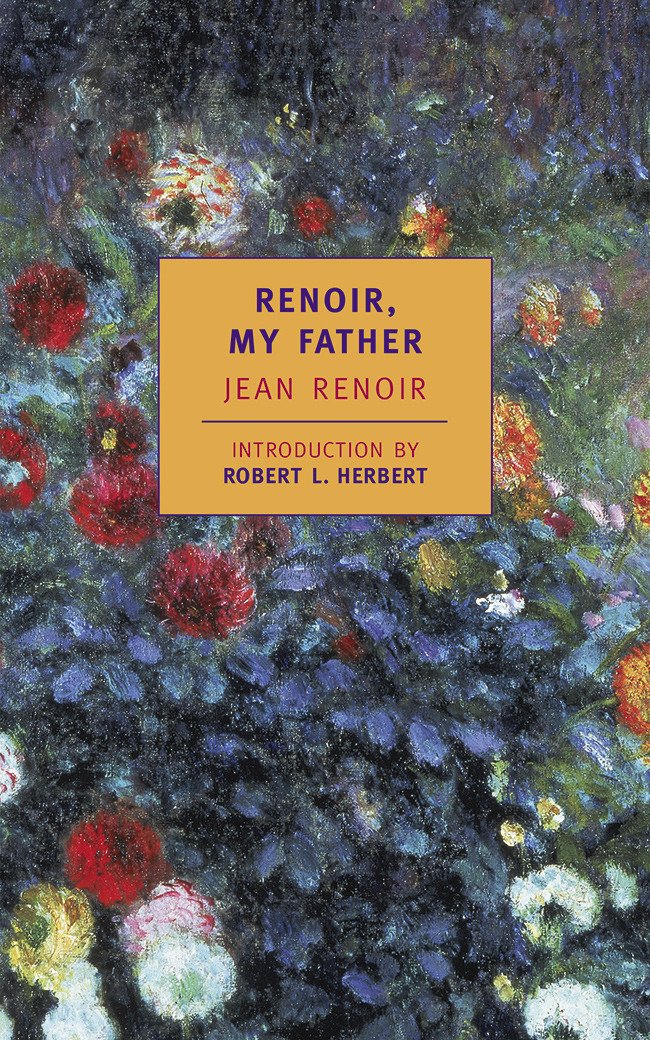 RENOIR,
MY FATHER
JEAN RENOIR
INTRODUCTION BY
ROBERT L. HERBERT